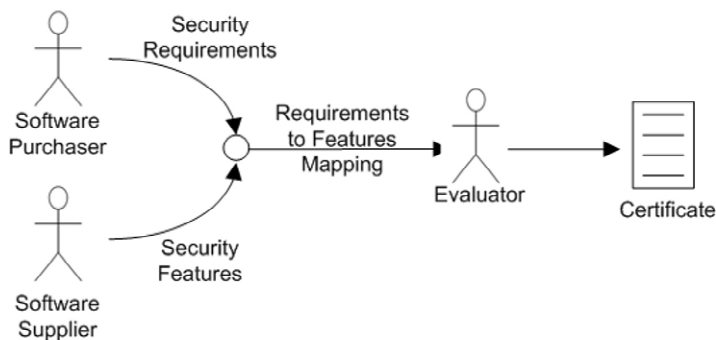 Security
Requirements
Software
Purchaser
Requirements
to Features
Mapping
Evaluator
Certificate
Security
Features
Software
Supplier